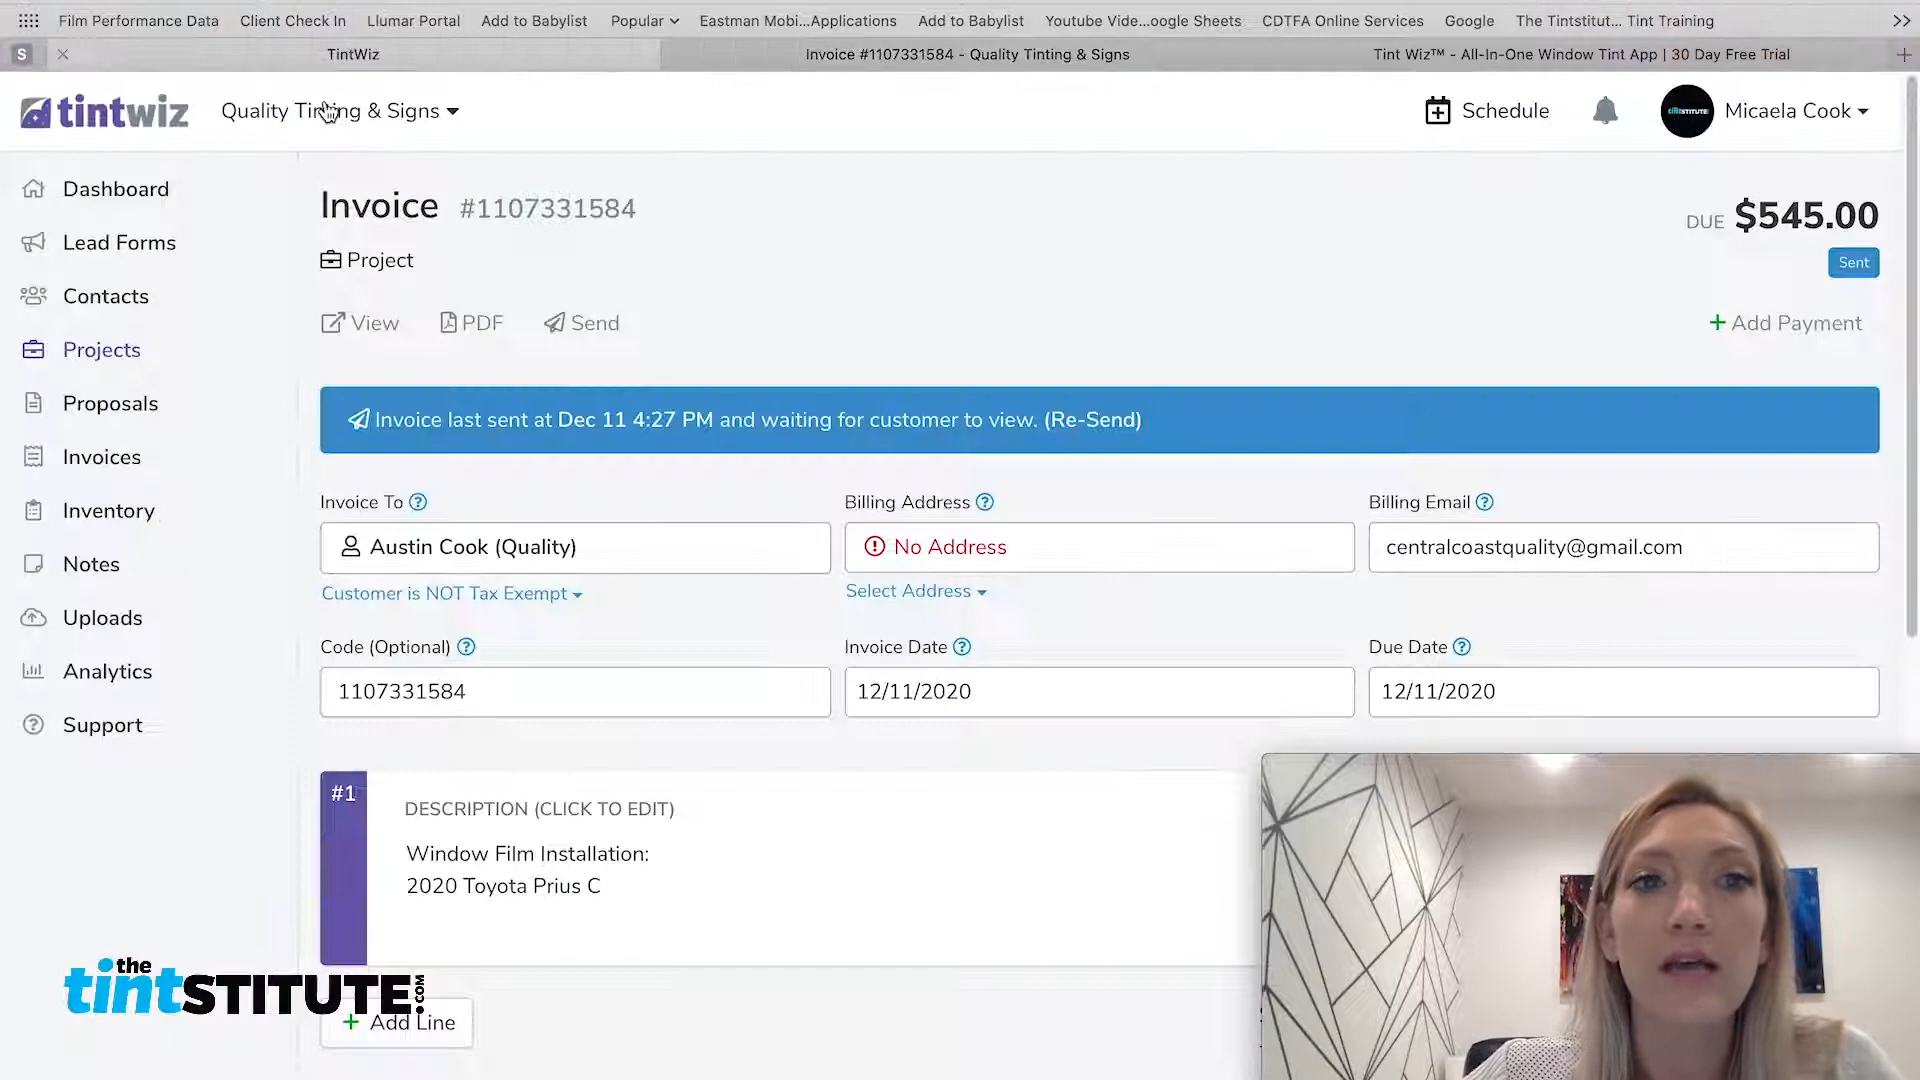 Film Performance Data Client Check In Llumar Portal Add to Babylist Popular Eastman Mobi...Applications Add to Babylist Youtube Vide...oogle Sheets CDTFA Online Services Google The Tintstitut... Tint Training
S TintWiz Invoice #1107331584 - Quality Tinting & Signs Tint Wiz™ - All-In-One Window Tint App | 30 Day Free Trial
tintwiz Quality Tinting & Signs Schedule Micaela Cook
Dashboard
Lead Forms
Contacts
Projects
Proposals
Invoices
Inventory
Notes
Uploads
Analytics
Support
Invoice #1107331584
DUE $545.00
Sent
Project
View PDF Send + Add Payment
Invoice last sent at Dec 11 4:27 PM and waiting for customer to view. (Re-Send)
Invoice To Billing Address Billing Email
Austin Cook (Quality) No Address centralcoastquality@gmail.com
Customer is NOT Tax Exempt Select Address
Code (Optional) Invoice Date Due Date
1107331584 12/11/2020 12/11/2020
#1 DESCRIPTION (CLICK TO EDIT)
Window Film Installation:
2020 Toyota Prius C
+ Add Line
the
tintSTITUTE.COM